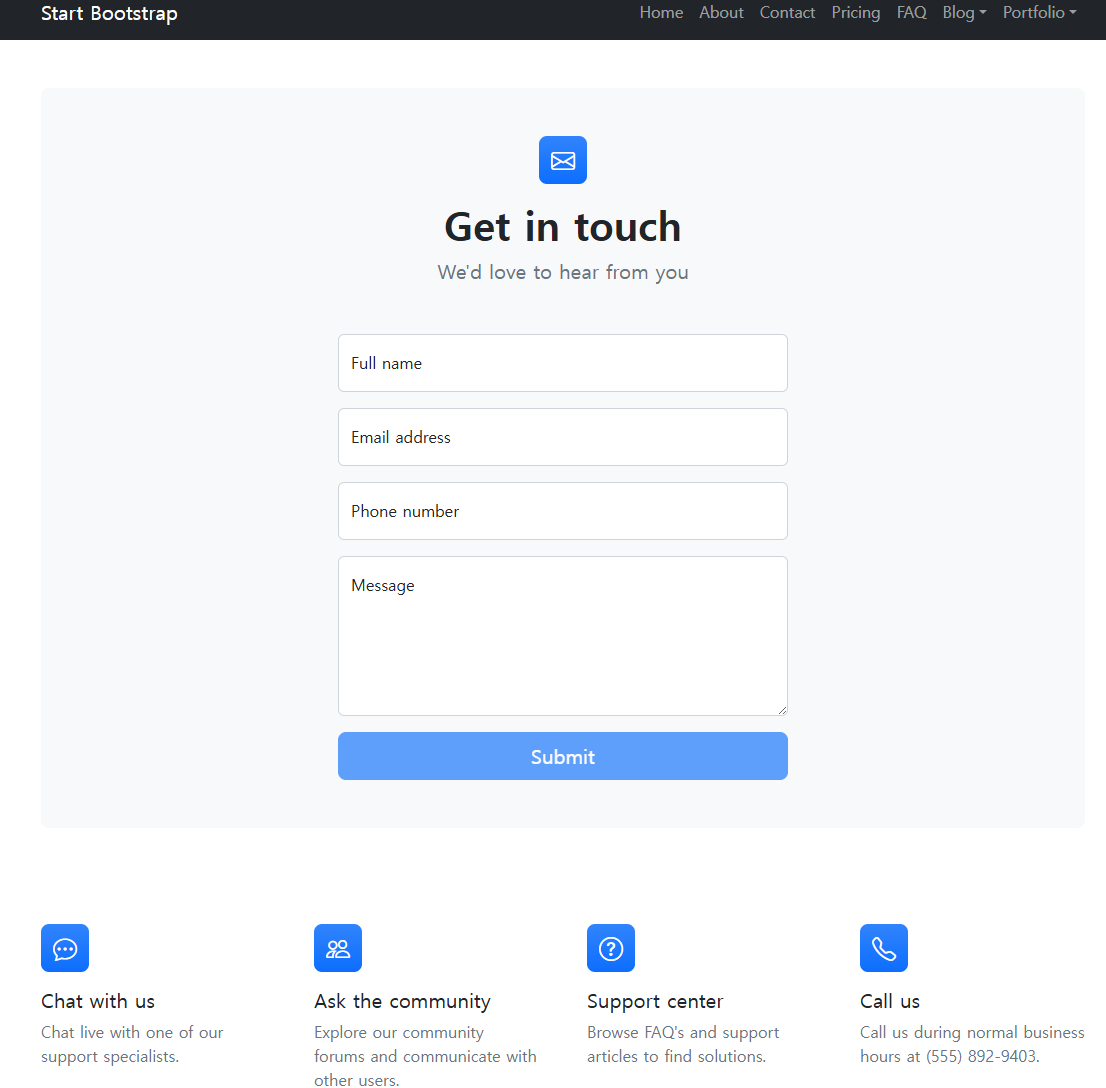 Start Bootstrap
Home About Contact Pricing FAQ Blog Portfolio
Get in touch
We'd love to hear from you
Full name
Email address
Phone number
Message
Submit
Chat with us
Chat live with one of our
support specialists.
Ask the community
Explore our community
forums and communicate with
other users.
Support center
Browse FAQ's and support
articles to find solutions.
Call us
Call us during normal business
hours at (555) 892-9403.